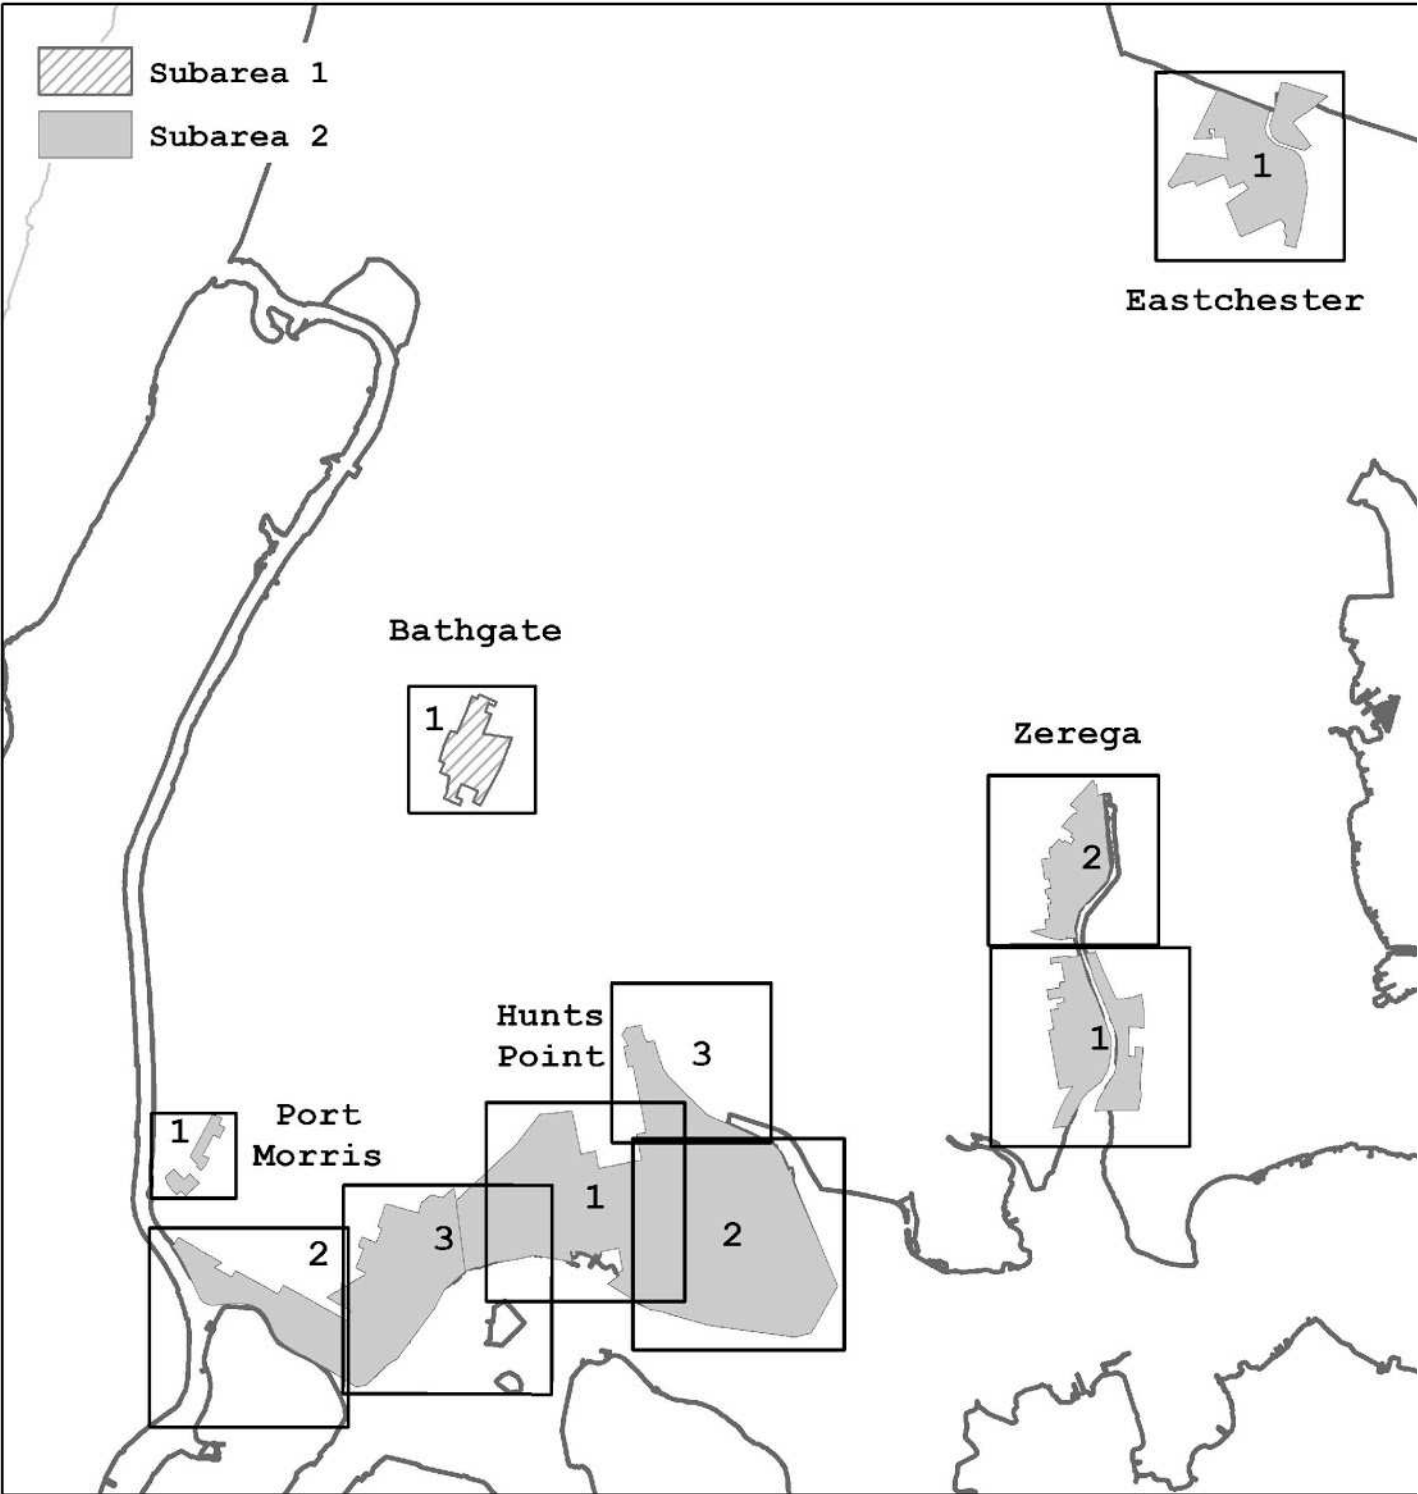 Subarea 1
Subarea 2
1
Eastchester
Bathgate
1
Zerega
2
1
Hunts
Point
3
Port
Morris
1
1
2
3
2